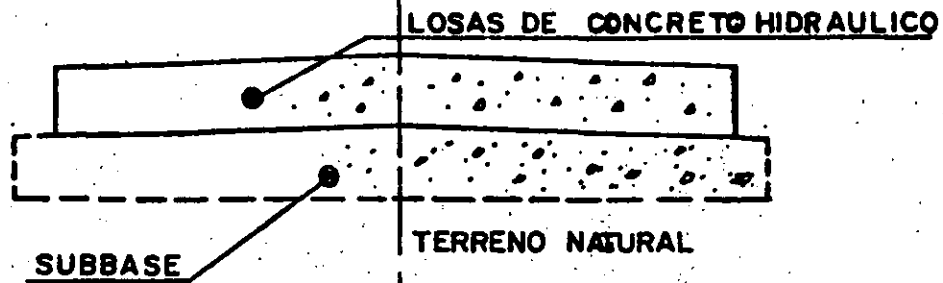 LOSAS DE CONCRETO HIDRAULICO
TERRENO NATURAL
SUBBASE